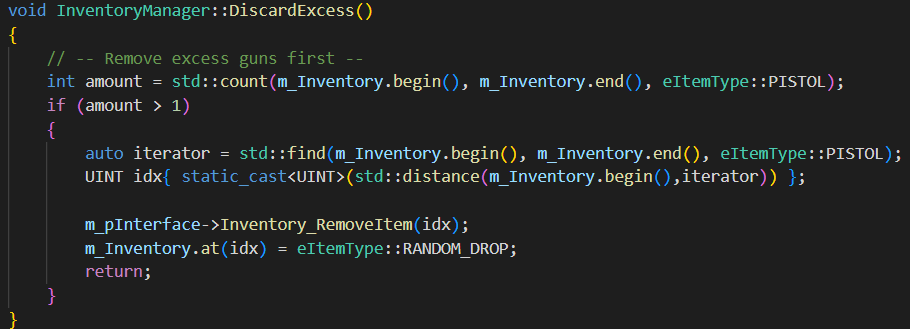 void InventoryManager::DiscardExcess()
{
    // -- Remove excess guns first --
    int amount = std::count(m_Inventory.begin(), m_Inventory.end(), eItemType::PISTOL);
    if (amount > 1)
    {
        auto iterator = std::find(m_Inventory.begin(), m_Inventory.end(), eItemType::PISTOL);
        UINT idx{ static_cast<UINT>(std::distance(m_Inventory.begin(),iterator)) };

        m_pInterface->Inventory_RemoveItem(idx);
        m_Inventory.at(idx) = eItemType::RANDOM_DROP;
        return;
    }
}